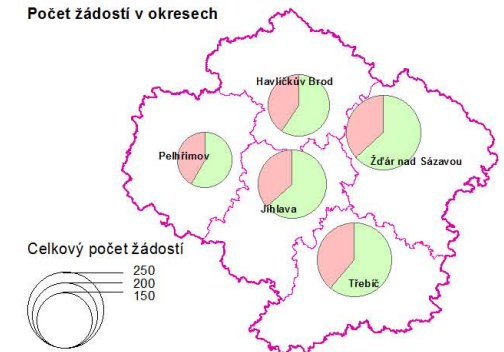 Počet žádostí v okresech
Havlíčkův Brod
Pelhřimov
Žďár nad Sázavou
Jihlava
Třebíč
Celkový počet žádostí
250
200
150